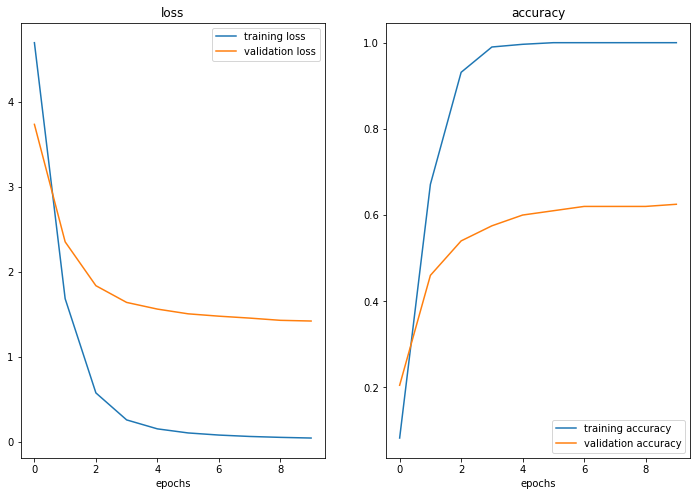 loss
training loss
validation loss
4
3
2
1
0
0
2
4
6
8
epochs
accuracy
1.0
0.8
0.6
0.4
0.2
training accuracy
validation accuracy
0
2
4
6
8
epochs